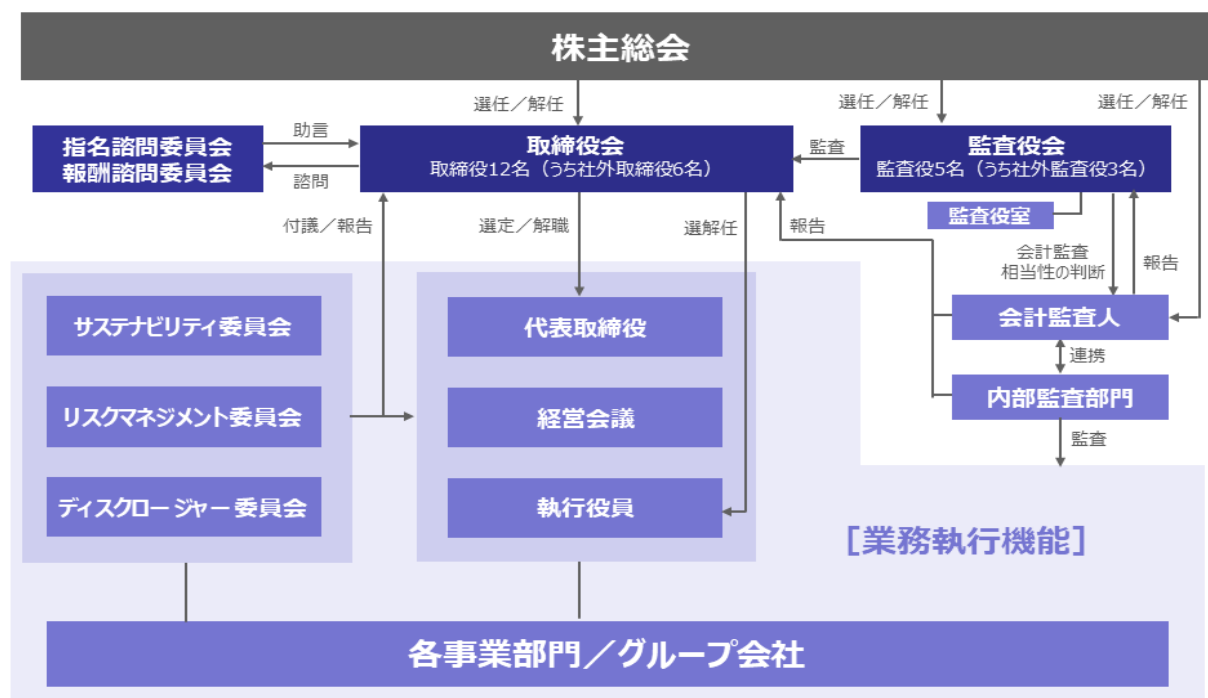 株主総会
選任／解任
選任／解任
選任／解任
指名諮問委員会
報酬諮問委員会
助言
諮問
取締役会
取締役12名（うち社外取締役6名）
監査
監査役会
監査役5名（うち社外監査役3名）
監査役室
付議／報告
選定／解職
選解任
報告
会計監査
相当性の判断
報告
サステナビリティ委員会
代表取締役
会計監査人
連携
リスクマネジメント委員会
経営会議
内部監査部門
監査
ディスクロージャー委員会
執行役員
［業務執行機能］
各事業部門／グループ会社